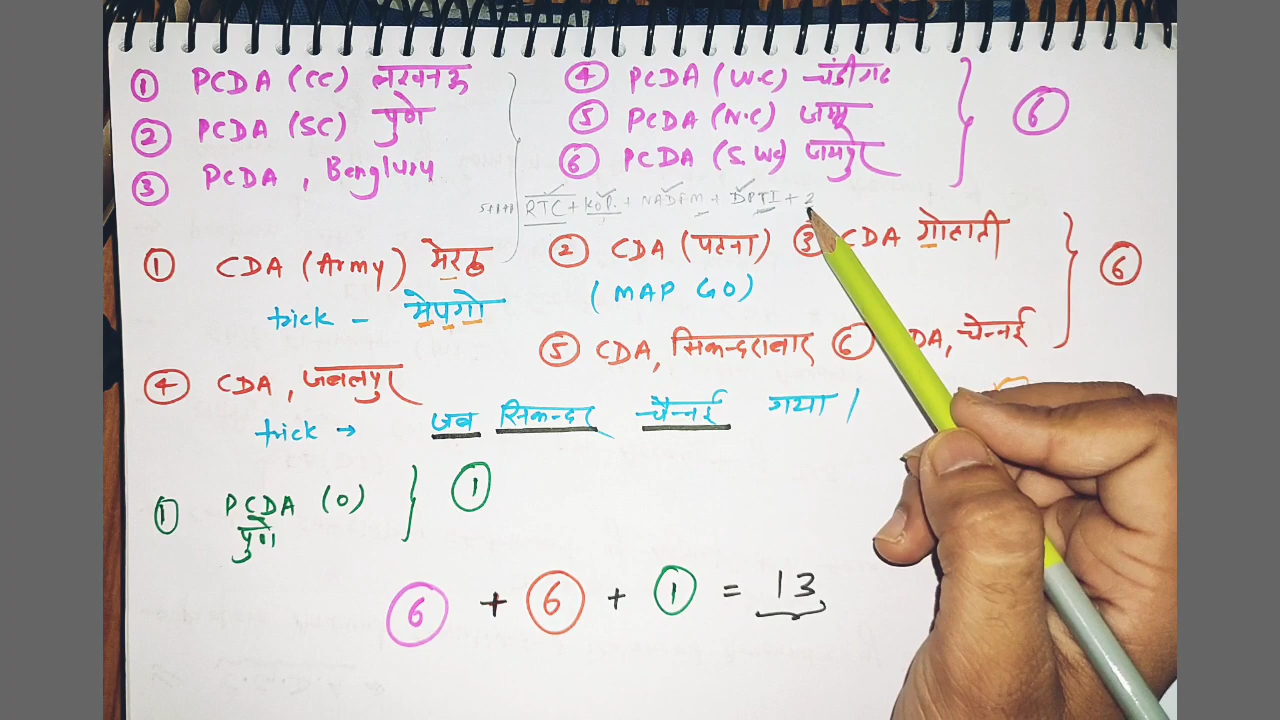 ① PCDA (CC) लखनऊ
② PCDA (SC) पुणे
③ PCDA, Bengluru
④ PCDA (W.C) चंडीगढ
⑤ PCDA (N.C) जम्मू
⑥ PCDA (S.WC) जयपुर
⑥
RTC + KOP. + NADFM + DPTI + 2
① CDA (Army) मेरठ ② CDA (पटना) ③ CDA गोहाती
⑥
trick - मेपगो (MAP GO)
④ CDA, जबलपुर ⑤ CDA, सिकन्दराबाद ⑥ DA, चेन्नई
trick → जब सिकन्दर चैन्नई गया।
① PCDA (O) ①
पुणे
⑥ + ⑥ + ① = 13